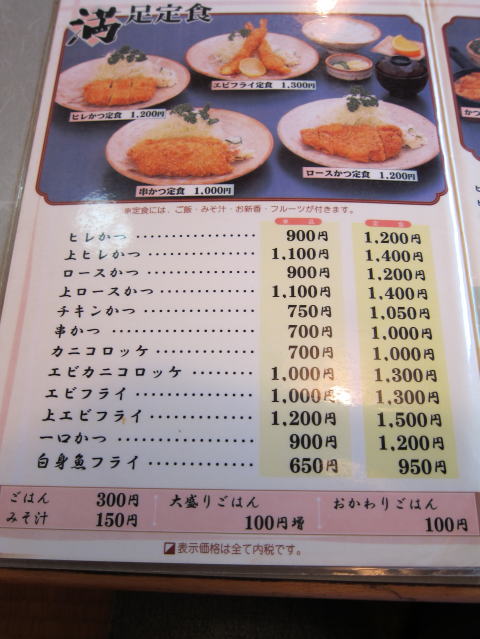 満足定食
エビフライ定食 1,300円
ヒレかつ定食 1,200円
ロースかつ定食 1,200円
串かつ定食 1,000円
※定食には、ご飯・みそ汁・お新香・フルーツが付きます。
単品 定食
ヒレかつ 900円 1,200円
上ヒレかつ 1,100円 1,400円
ロースかつ 900円 1,200円
上ロースかつ 1,100円 1,400円
チキンかつ 750円 1,050円
串かつ 700円 1,000円
カニコロッケ 700円 1,000円
エビカニコロッケ 1,000円 1,300円
エビフライ 1,000円 1,300円
上エビフライ 1,200円 1,500円
一口かつ 900円 1,200円
白身魚フライ 650円 950円
ごはん 300円 大盛りごはん おかわりごはん
みそ汁 150円 100円増 100円
表示価格は全て内税です。